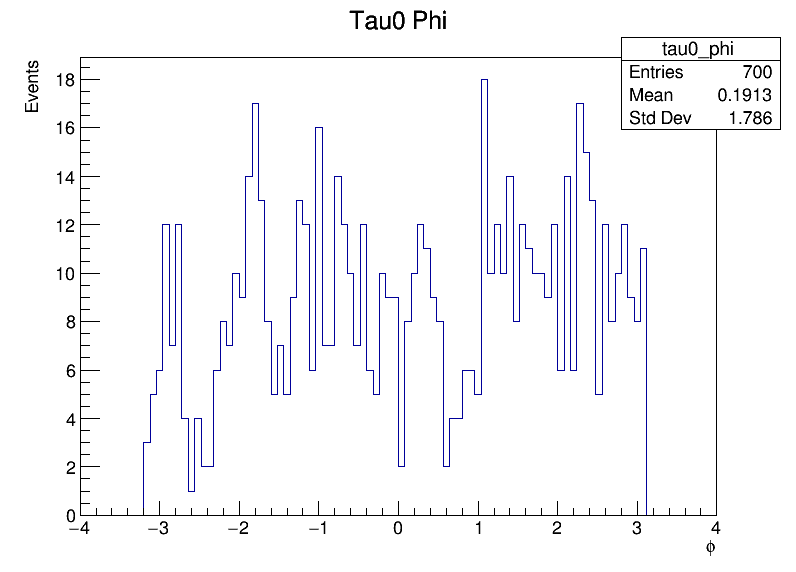 Tau0 Phi
tau0_phi
Entries 700
Mean 0.1913
Std Dev 1.786
Events
18
16
14
12
10
8
6
4
2
0
−4 −3 −2 −1 0 1 2 3 4
ϕ